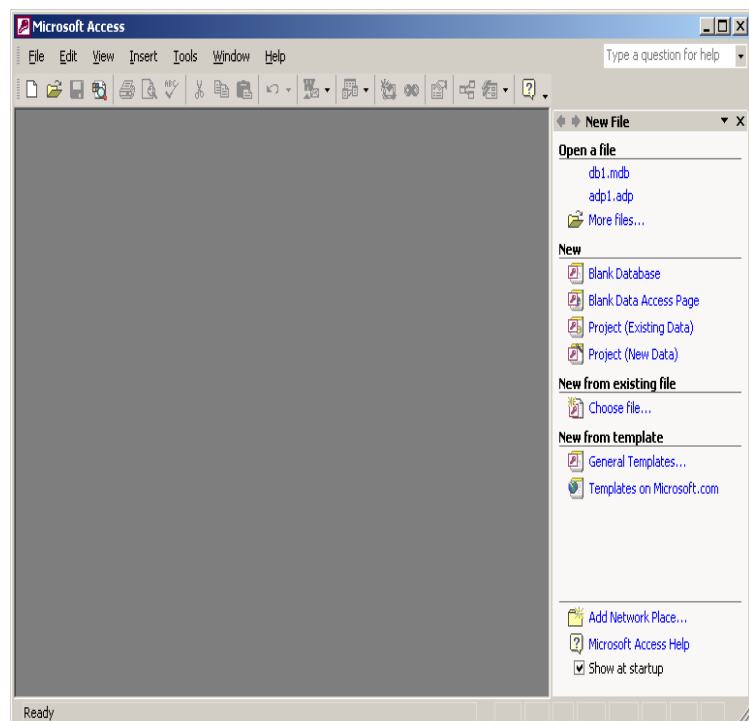 Microsoft Access
File Edit View Insert Tools Window Help
Type a question for help
New File
Open a file
db1.mdb
adp1.adp
More files...
New
Blank Database
Blank Data Access Page
Project (Existing Data)
Project (New Data)
New from existing file
Choose file...
New from template
General Templates...
Templates on Microsoft.com
Add Network Place...
Microsoft Access Help
Show at startup
Ready